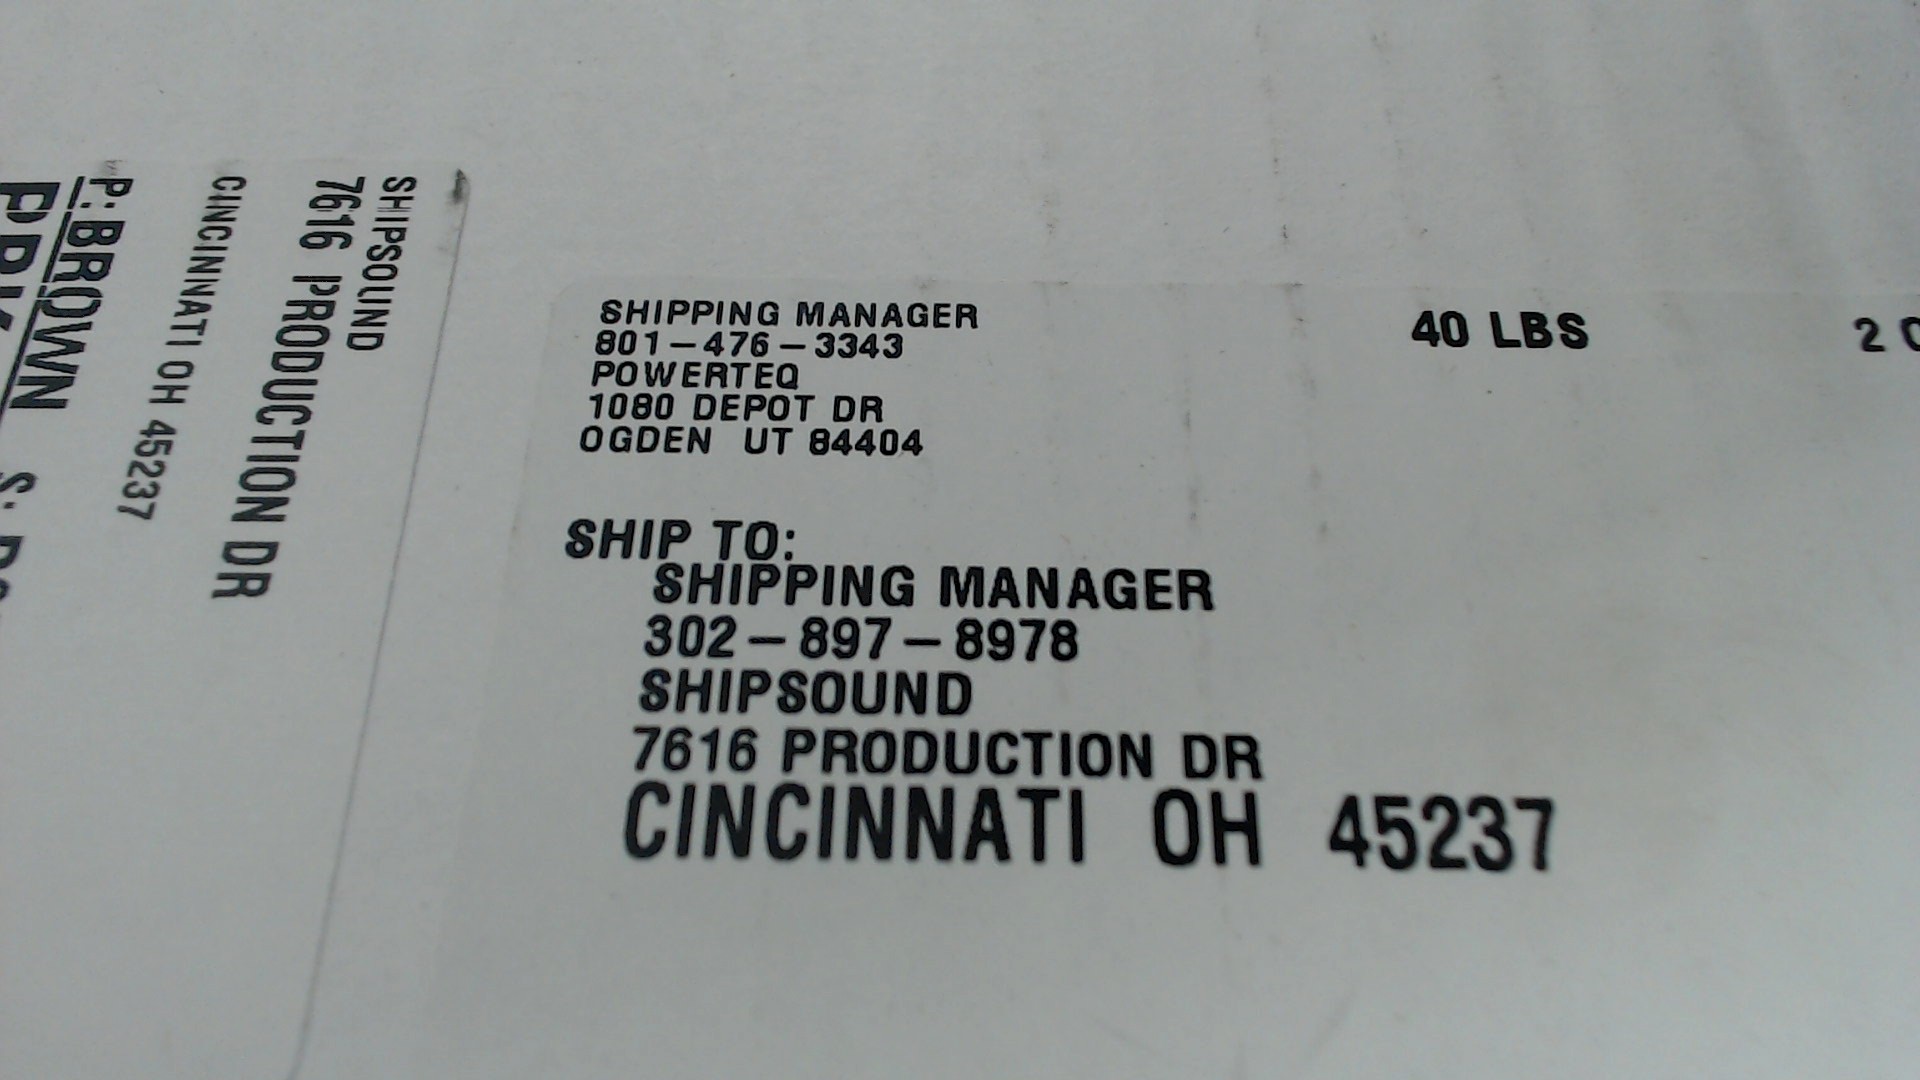 SHIPSOUND
7616 PRODUCTION DR
CINCINNATI OH 45237
P: BROWN S:
SHIPPING MANAGER
801-476-3343
POWERTEQ
1080 DEPOT DR
OGDEN UT 84404
40 LBS
2
SHIP TO:
SHIPPING MANAGER
302-897-8978
SHIPSOUND
7616 PRODUCTION DR
CINCINNATI OH 45237